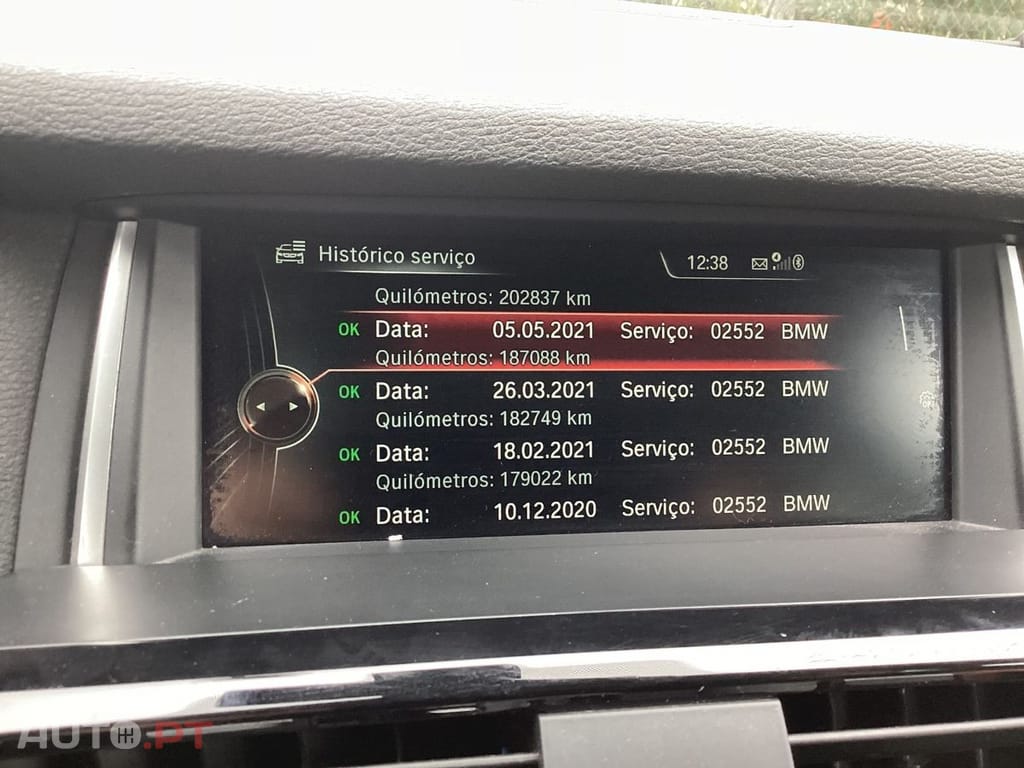 Histórico serviço 12:38
Quilómetros: 202837 km
OK Data: 05.05.2021 Serviço: 02552 BMW
Quilómetros: 187088 km
OK Data: 26.03.2021 Serviço: 02552 BMW
Quilómetros: 182749 km
OK Data: 18.02.2021 Serviço: 02552 BMW
Quilómetros: 179022 km
OK Data: 10.12.2020 Serviço: 02552 BMW
AUTO.PT